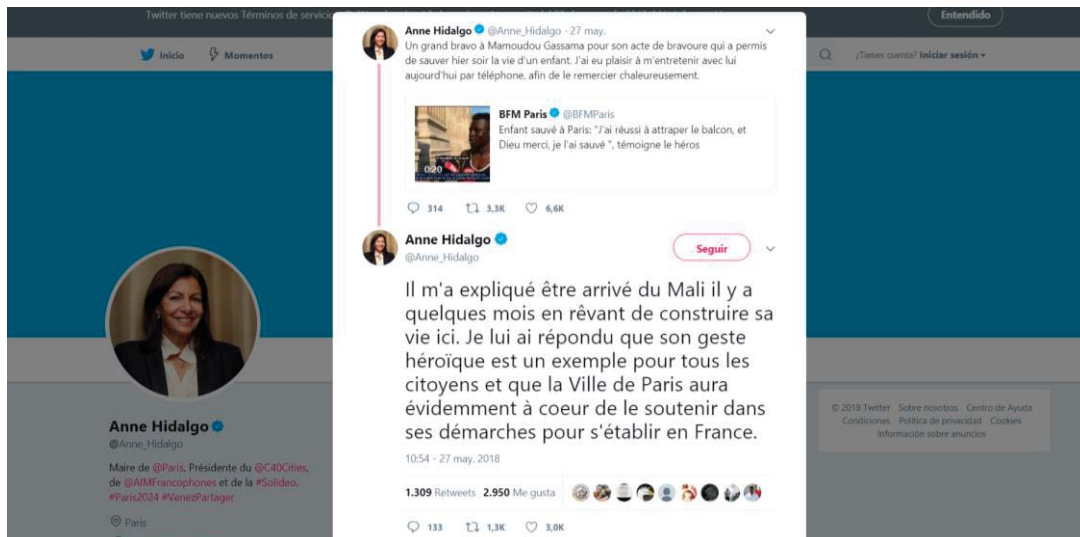 Twitter tiene nuevos Términos de servicio
Entendido
Inicio
Momentos
¿Tienes cuenta? Iniciar sesión
Anne Hidalgo @Anne_Hidalgo · 27 may.
Un grand bravo à Mamoudou Gassama pour son acte de bravoure qui a permis
de sauver hier soir la vie d'un enfant. J'ai eu plaisir à m'entretenir avec lui
aujourd'hui par téléphone, afin de le remercier chaleureusement.
BFM Paris @BFMParis
Enfant sauvé à Paris: "J'ai réussi à attraper le balcon, et
Dieu merci, je l'ai sauvé ", témoigne le héros
0:20
314 3,3K 6,6K
Anne Hidalgo
@Anne_Hidalgo
Seguir
Il m'a expliqué être arrivé du Mali il y a
quelques mois en rêvant de construire sa
vie ici. Je lui ai répondu que son geste
héroïque est un exemple pour tous les
citoyens et que la Ville de Paris aura
évidemment à coeur de le soutenir dans
ses démarches pour s'établir en France.
10:54 - 27 may. 2018
1.309 Retweets 2.950 Me gusta
133 1,3K 3,0K
Anne Hidalgo
@Anne_Hidalgo
Maire de @Paris, Présidente du @C40Cities,
de @AIMFrancophones et de la #Solideo.
#Paris2024 #VenezPartager
Paris
© 2018 Twitter Sobre nosotros Centro de Ayuda
Condiciones Política de privacidad Cookies
Información sobre anuncios